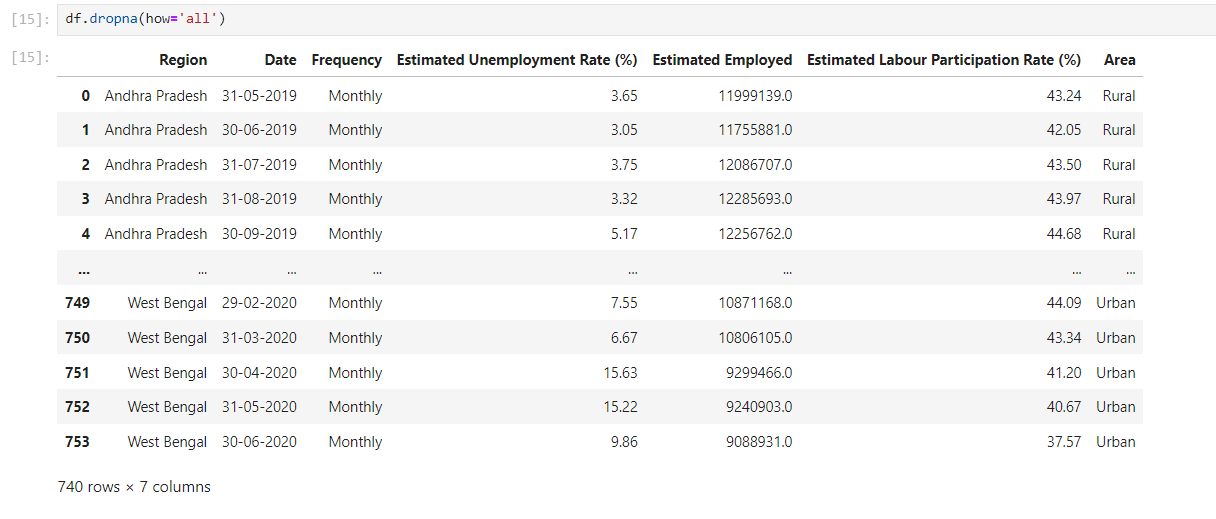 [15]: df.dropna(how='all')
[15]:
Region Date Frequency Estimated Unemployment Rate (%) Estimated Employed Estimated Labour Participation Rate (%) Area
0 Andhra Pradesh 31-05-2019 Monthly 3.65 11999139.0 43.24 Rural
1 Andhra Pradesh 30-06-2019 Monthly 3.05 11755881.0 42.05 Rural
2 Andhra Pradesh 31-07-2019 Monthly 3.75 12086707.0 43.50 Rural
3 Andhra Pradesh 31-08-2019 Monthly 3.32 12285693.0 43.97 Rural
4 Andhra Pradesh 30-09-2019 Monthly 5.17 12256762.0 44.68 Rural
... ... ... ... ... ... ... ...
749 West Bengal 29-02-2020 Monthly 7.55 10871168.0 44.09 Urban
750 West Bengal 31-03-2020 Monthly 6.67 10806105.0 43.34 Urban
751 West Bengal 30-04-2020 Monthly 15.63 9299466.0 41.20 Urban
752 West Bengal 31-05-2020 Monthly 15.22 9240903.0 40.67 Urban
753 West Bengal 30-06-2020 Monthly 9.86 9088931.0 37.57 Urban
740 rows × 7 columns